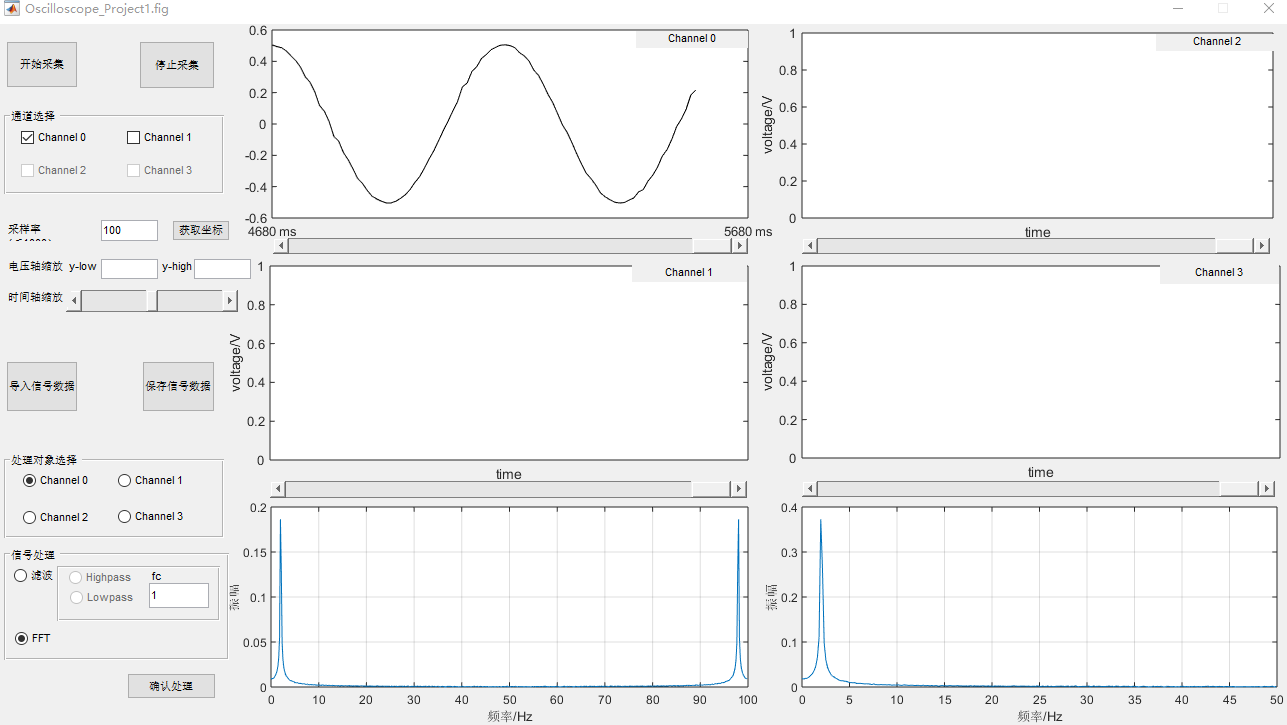 Oscilloscope_Project1.fig
开始采集
停止采集
通道选择
Channel 0
Channel 1
Channel 2
Channel 3
采样率
100
获取坐标
电压轴缩放 y-low y-high
时间轴缩放
导入信号数据
保存信号数据
处理对象选择
Channel 0
Channel 1
Channel 2
Channel 3
信号处理
滤波
Highpass
Lowpass
fc
1
FFT
确认处理
Channel 0
0.6
0.4
0.2
0
-0.2
-0.4
-0.6
4680 ms
5680 ms
Channel 2
voltage/V
1
0.8
0.6
0.4
0.2
0
time
Channel 1
voltage/V
1
0.8
0.6
0.4
0.2
0
time
Channel 3
voltage/V
1
0.8
0.6
0.4
0.2
0
time
振幅
0.2
0.15
0.1
0.05
0
0 10 20 30 40 50 60 70 80 90 100
频率/Hz
振幅
0.4
0.3
0.2
0.1
0
0 5 10 15 20 25 30 35 40 45 50
频率/Hz